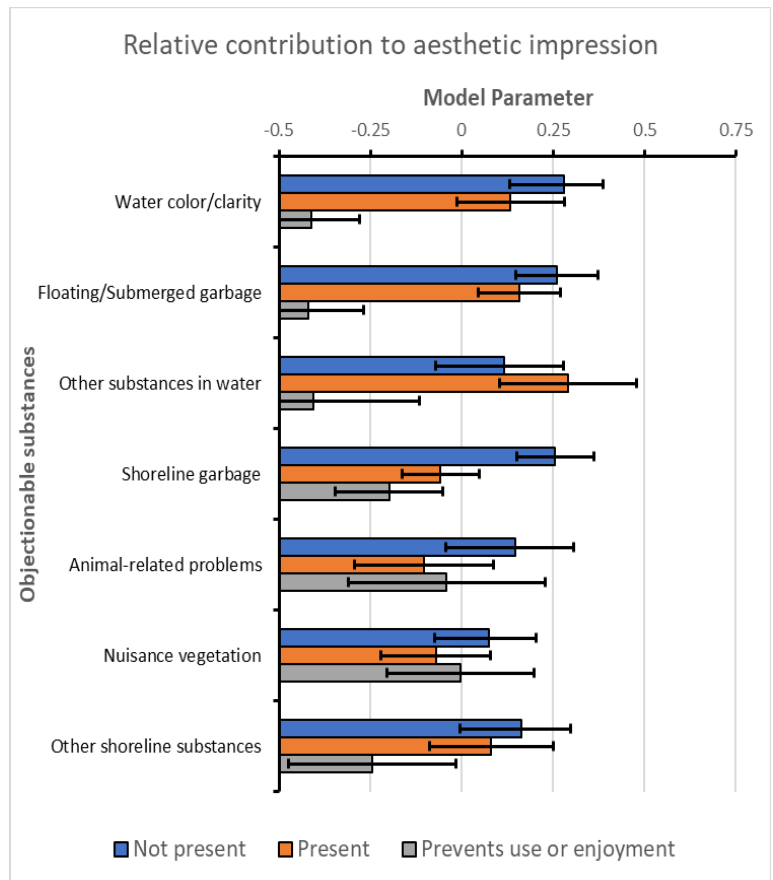 Relative contribution to aesthetic impression
Model Parameter
-0.5 -0.25 0 0.25 0.5 0.75
Objectionable substances
Water color/clarity
Floating/Submerged garbage
Other substances in water
Shoreline garbage
Animal-related problems
Nuisance vegetation
Other shoreline substances
Not present Present Prevents use or enjoyment